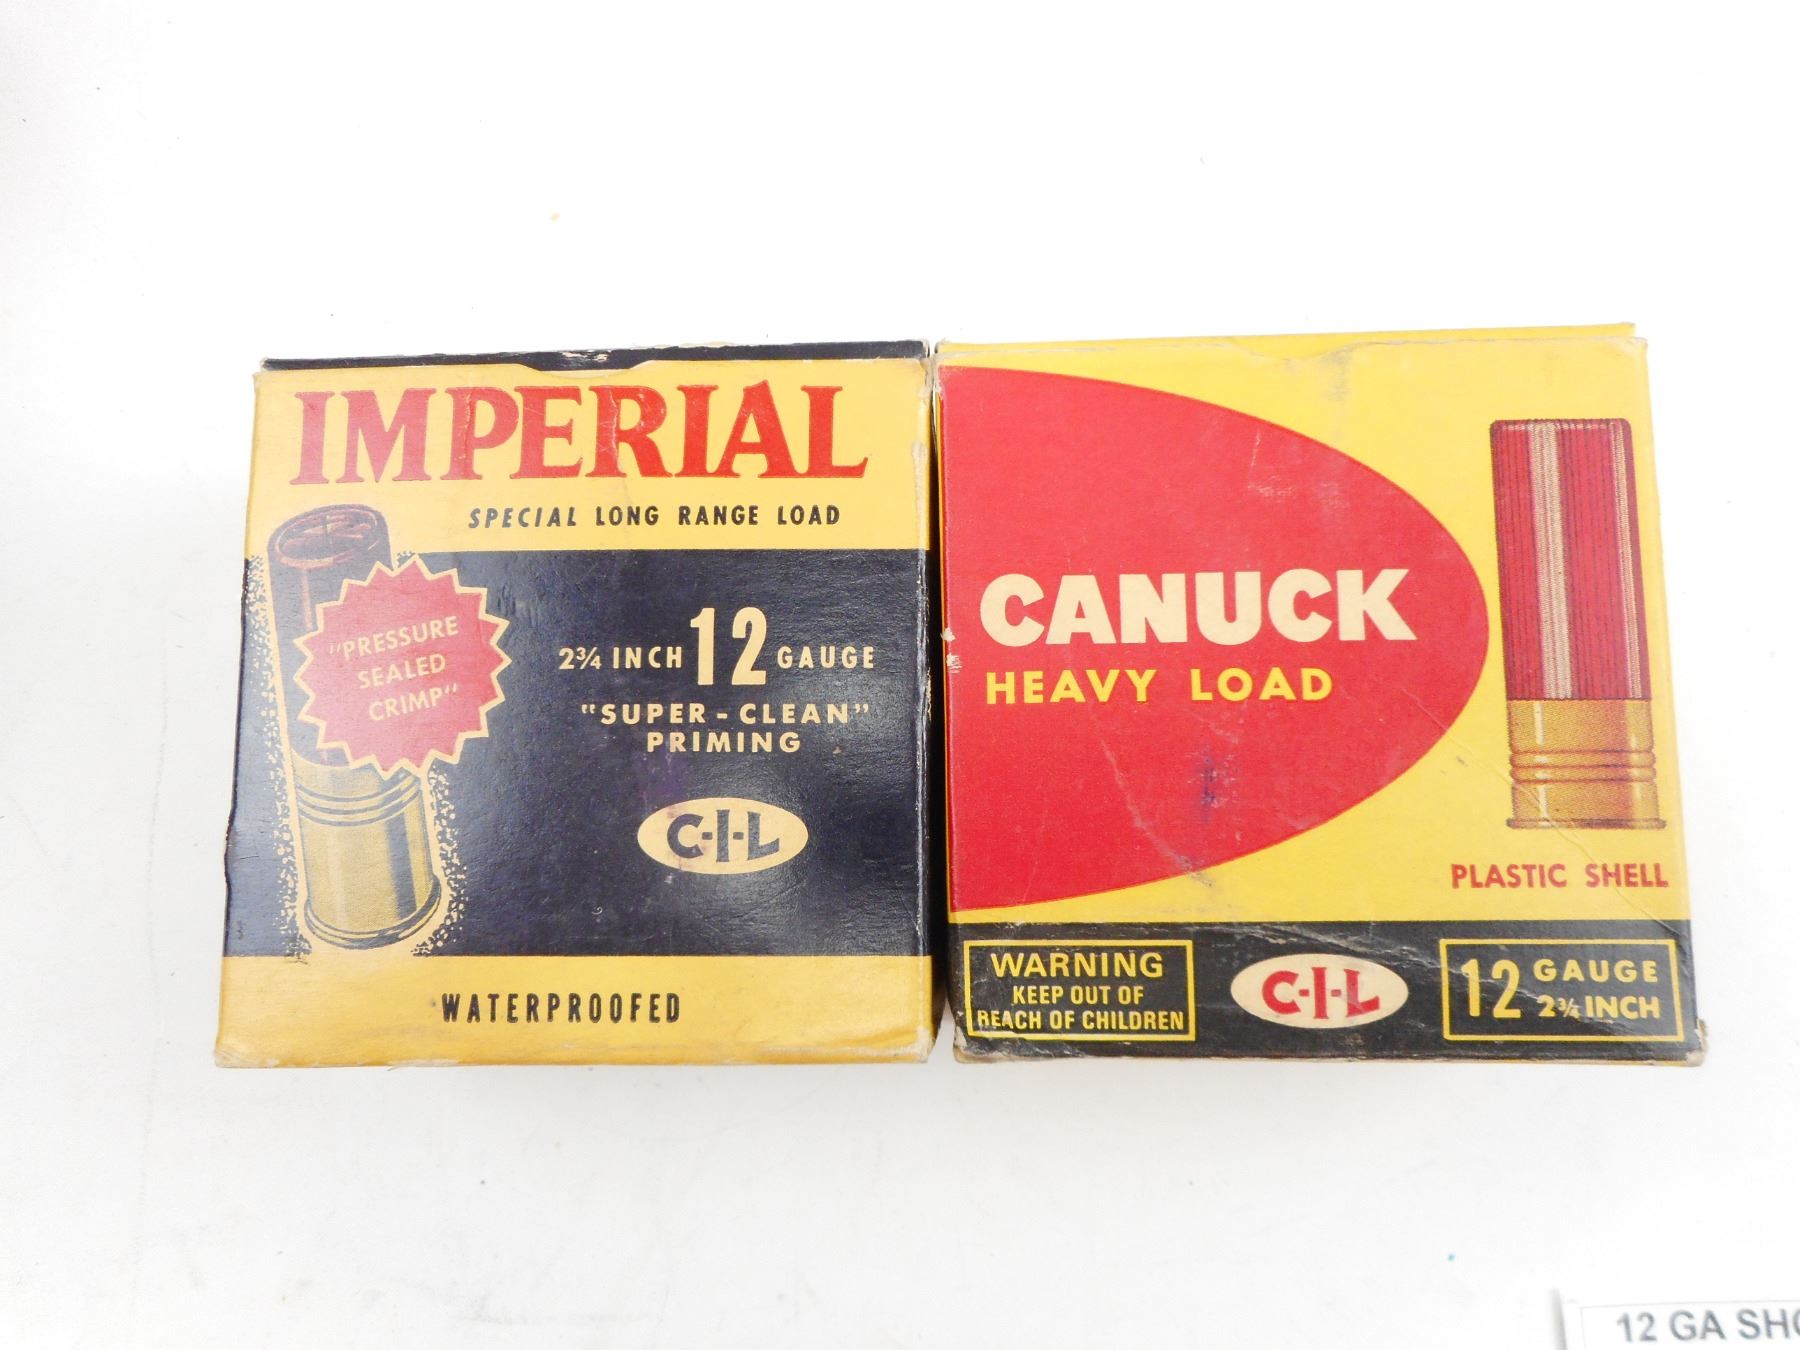 IMPERIAL
SPECIAL LONG RANGE LOAD
"PRESSURE
SEALED
CRIMP"
2¾ INCH 12 GAUGE
"SUPER-CLEAN"
PRIMING
C-I-L
WATERPROOFED
CANUCK
HEAVY LOAD
PLASTIC SHELL
WARNING
KEEP OUT OF
REACH OF CHILDREN
C-I-L
12 GAUGE
2¾ INCH
12 GA